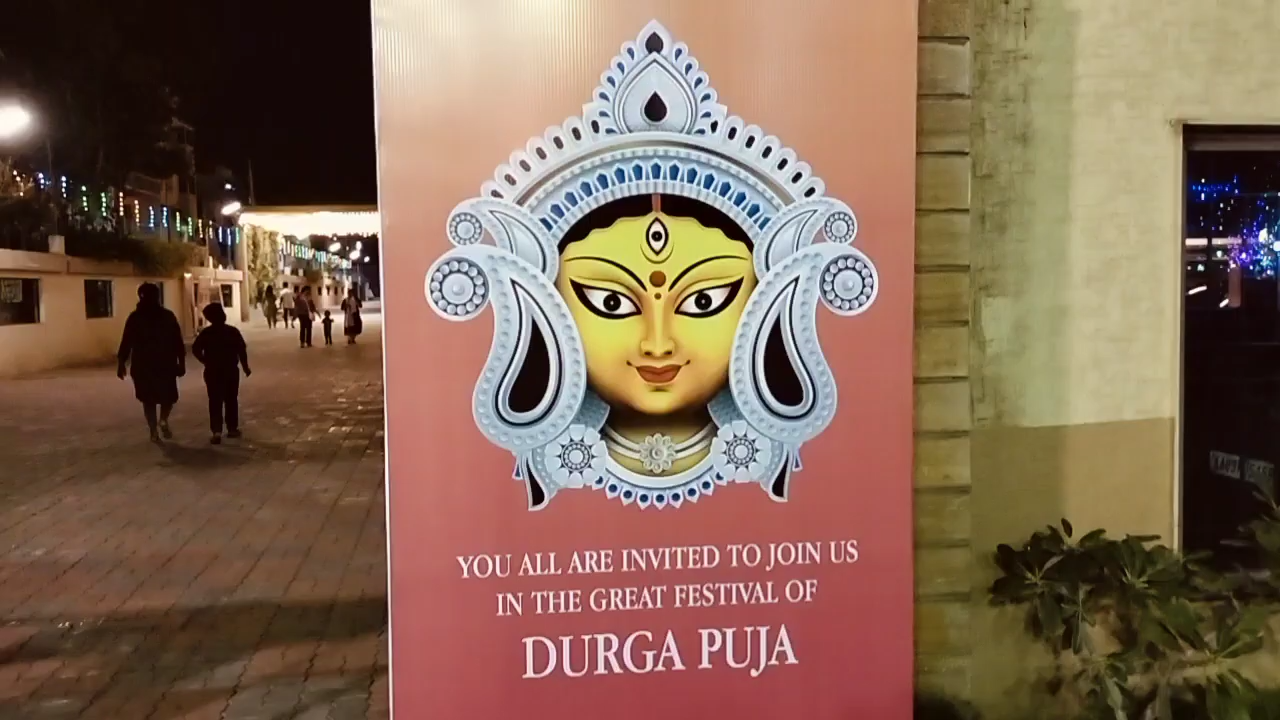 YOU ALL ARE INVITED TO JOIN US
IN THE GREAT FESTIVAL OF
DURGA PUJA